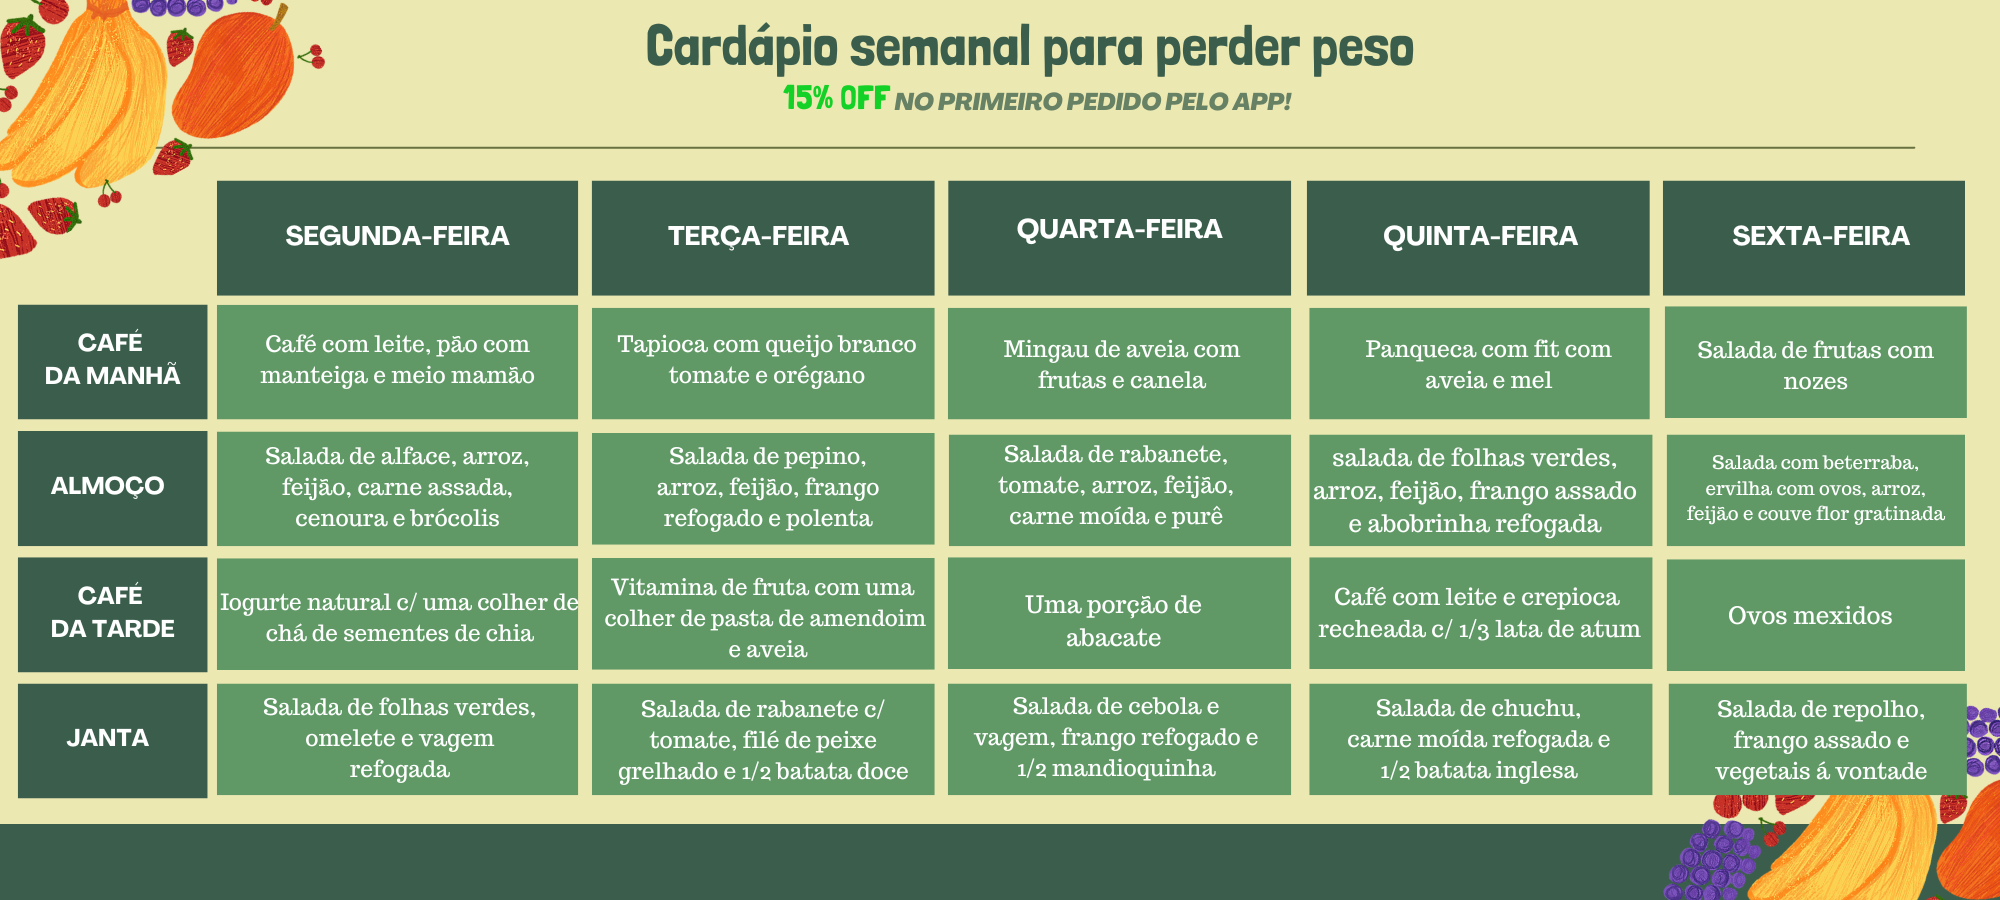 Cardápio semanal para perder peso
15% OFF NO PRIMEIRO PEDIDO PELO APP!
SEGUNDA-FEIRA
TERÇA-FEIRA
QUARTA-FEIRA
QUINTA-FEIRA
SEXTA-FEIRA
CAFÉ
DA MANHÃ
Café com leite, pão com
manteiga e meio mamão
Tapioca com queijo branco
tomate e orégano
Mingau de aveia com
frutas e canela
Panqueca com fit com
aveia e mel
Salada de frutas com
nozes
ALMOÇO
Salada de alface, arroz,
feijão, carne assada,
cenoura e brócolis
Salada de pepino,
arroz, feijão, frango
refogado e polenta
Salada de rabanete,
tomate, arroz, feijão,
carne moída e purê
salada de folhas verdes,
arroz, feijão, frango assado
e abobrinha refogada
Salada com beterraba,
ervilha com ovos, arroz,
feijão e couve flor gratinada
CAFÉ
DA TARDE
Iogurte natural c/ uma colher de
chá de sementes de chia
Vitamina de fruta com uma
colher de pasta de amendoim
e aveia
Uma porção de
abacate
Café com leite e crepioca
recheada c/ 1/3 lata de atum
Ovos mexidos
JANTA
Salada de folhas verdes,
omelete e vagem
refogada
Salada de rabanete c/
tomate, filé de peixe
grelhado e 1/2 batata doce
Salada de cebola e
vagem, frango refogado e
1/2 mandioquinha
Salada de chuchu,
carne moída refogada e
1/2 batata inglesa
Salada de repolho,
frango assado e
vegetais á vontade